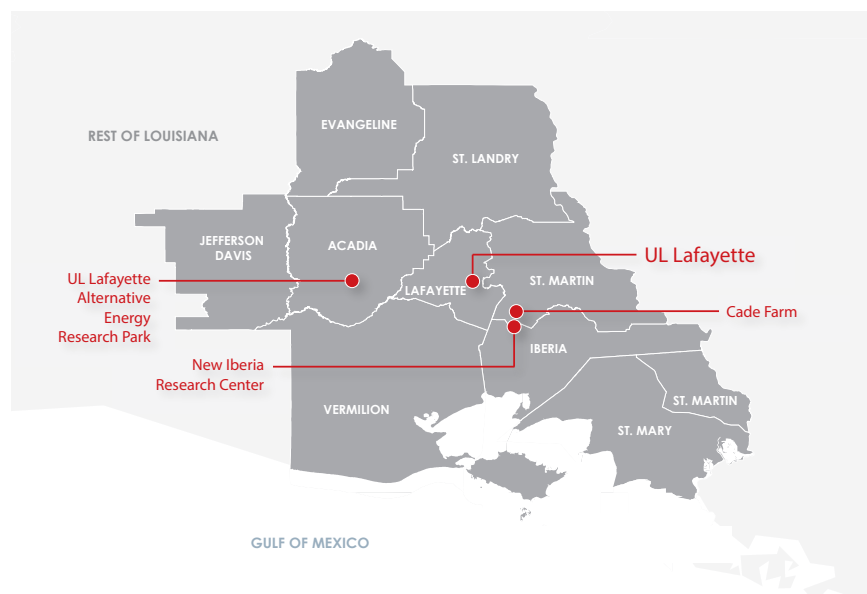 EVANGELINE
REST OF LOUISIANA
ST. LANDRY
JEFFERSON
DAVIS
ACADIA
UL Lafayette
UL Lafayette
Alternative
Energy
Research Park
LAFAYETTE
ST. MARTIN
Cade Farm
New Iberia
Research Center
IBERIA
VERMILION
ST. MARTIN
ST. MARY
GULF OF MEXICO